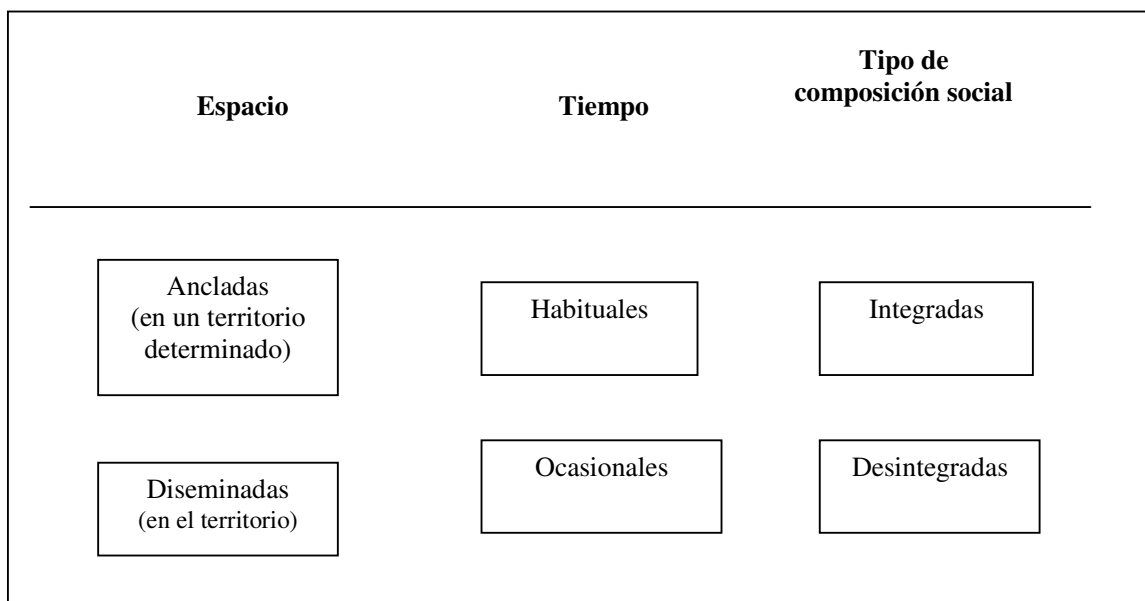 Espacio
Tiempo
Tipo de
composición social
Ancladas
(en un territorio
determinado)
Habituales
Integradas
Diseminadas
(en el territorio)
Ocasionales
Desintegradas